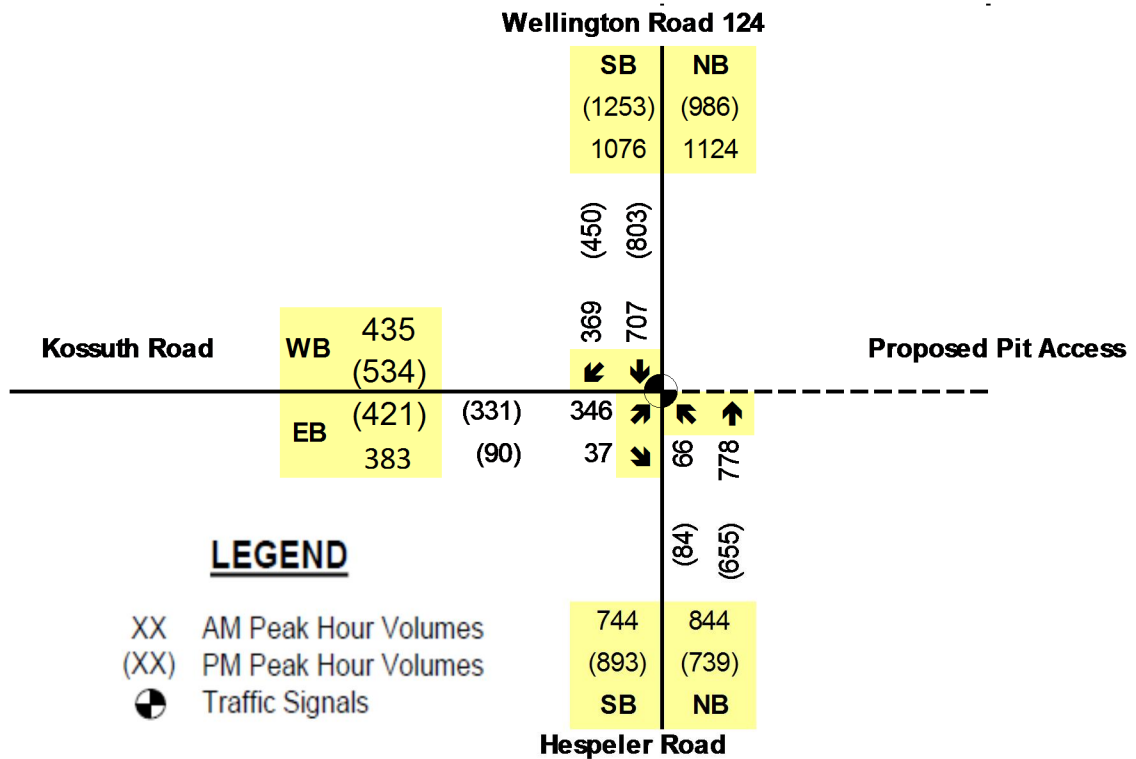 Wellington Road 124
SB NB
(1253) (986)
1076 1124
(450) (803)
369 707
Kossuth Road
WB 435
(534)
Proposed Pit Access
EB (421)
383
(331) 346
(90) 37
66 778
(84) (655)
744 844
(893) (739)
SB NB
Hespeler Road
LEGEND
XX AM Peak Hour Volumes
(XX) PM Peak Hour Volumes
Traffic Signals